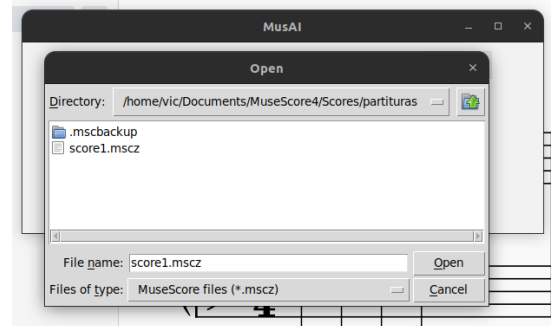 MusAI
Open
Directory: /home/vic/Documents/MuseScore4/Scores/partituras
.mscbackup
score1.mscz
File name: score1.mscz Open
Files of type: MuseScore files (*.mscz) Cancel
4